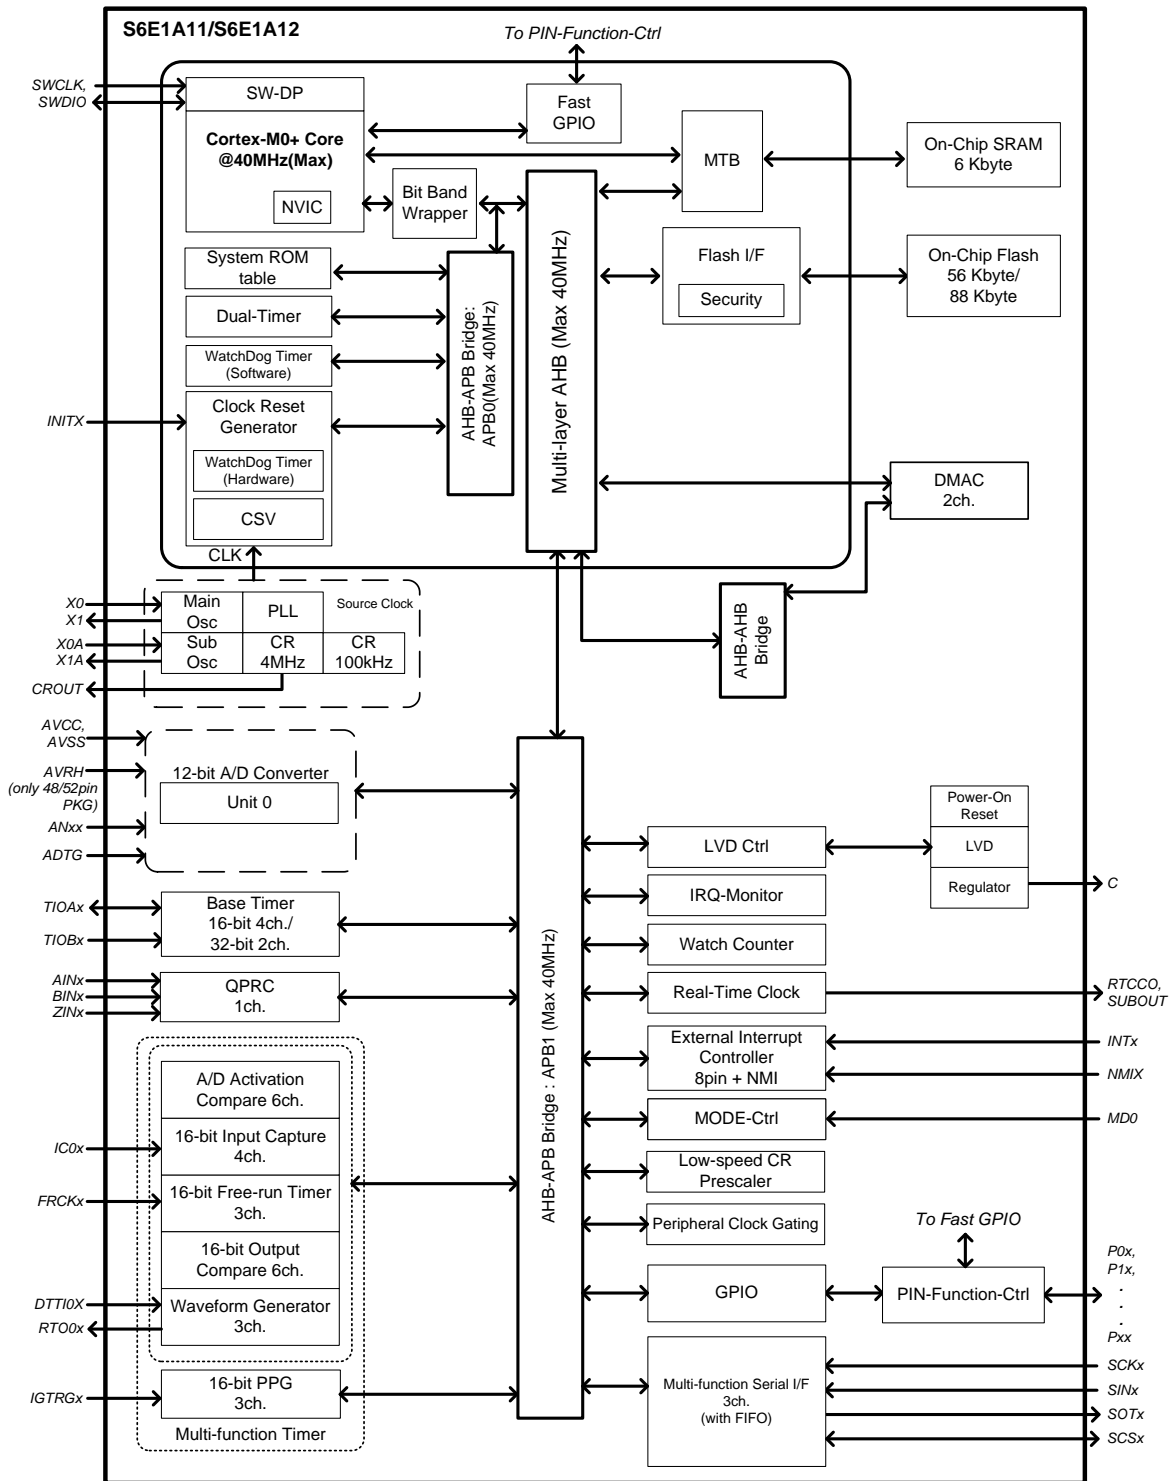 S6E1A11/S6E1A12
To PIN-Function-Ctrl
SWCLK,
SWDIO
SW-DP
Cortex-M0+ Core
@40MHz(Max)
NVIC
Fast
GPIO
Bit Band
Wrapper
MTB
On-Chip SRAM
6 Kbyte
Flash I/F
Security
On-Chip Flash
56 Kbyte/
88 Kbyte
System ROM
table
Dual-Timer
WatchDog Timer
(Software)
INITX
Clock Reset
Generator
WatchDog Timer
(Hardware)
CSV
CLK
AHB-APB Bridge:
APB0(Max 40MHz)
Multi-layer AHB (Max 40MHz)
DMAC
2ch.
AHB-AHB
Bridge
X0
X1
X0A
X1A
CROUT
Main
Osc
PLL
Source Clock
Sub
Osc
CR
4MHz
CR
100kHz
AVCC,
AVSS
AVRH
(only 48/52pin
PKG)
ANxx
ADTG
12-bit A/D Converter
Unit 0
TIOAx
TIOBx
Base Timer
16-bit 4ch./
32-bit 2ch.
AINx
BINx
ZINx
QPRC
1ch.
A/D Activation
Compare 6ch.
IC0x
16-bit Input Capture
4ch.
FRCKx
16-bit Free-run Timer
3ch.
16-bit Output
Compare 6ch.
DTTI0X
RTO0x
Waveform Generator
3ch.
IGTRGx
16-bit PPG
3ch.
Multi-function Timer
AHB-APB Bridge : APB1 (Max 40MHz)
LVD Ctrl
Power-On
Reset
LVD
Regulator
C
IRQ-Monitor
Watch Counter
Real-Time Clock
RTCCO,
SUBOUT
External Interrupt
Controller
8pin + NMI
INTx
NMIX
MODE-Ctrl
MD0
Low-speed CR
Prescaler
Peripheral Clock Gating
To Fast GPIO
GPIO
PIN-Function-Ctrl
P0x,
P1x,
.
.
.
Pxx
Multi-function Serial I/F
3ch.
(with FIFO)
SCKx
SINx
SOTx
SCSx